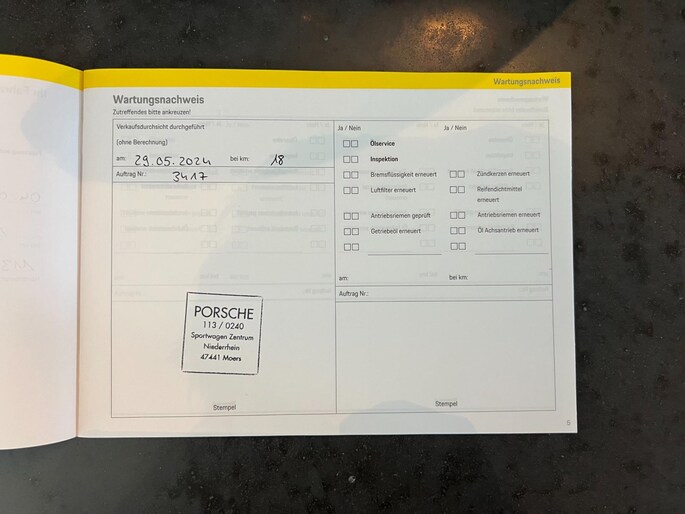 Wartungsnachweis
Wartungsnachweis
Zutreffendes bitte ankreuzen!
Verkaufsdurchsicht durchgeführt
(ohne Berechnung)
am: 29.05.2024 bei km: 18
Auftrag Nr.: 3417
PORSCHE
113 / 0240
Sportwagen Zentrum
Niederrhein
47441 Moers
Stempel
Ja / Nein Ja / Nein
Ölservice
Inspektion
Bremsflüssigkeit erneuert Zündkerzen erneuert
Luftfilter erneuert Reifendichtmittel
erneuert
Antriebsriemen geprüft Antriebsriemen erneuert
Getriebeöl erneuert Öl Achsantrieb erneuert
am: bei km:
Auftrag Nr.:
Stempel
5